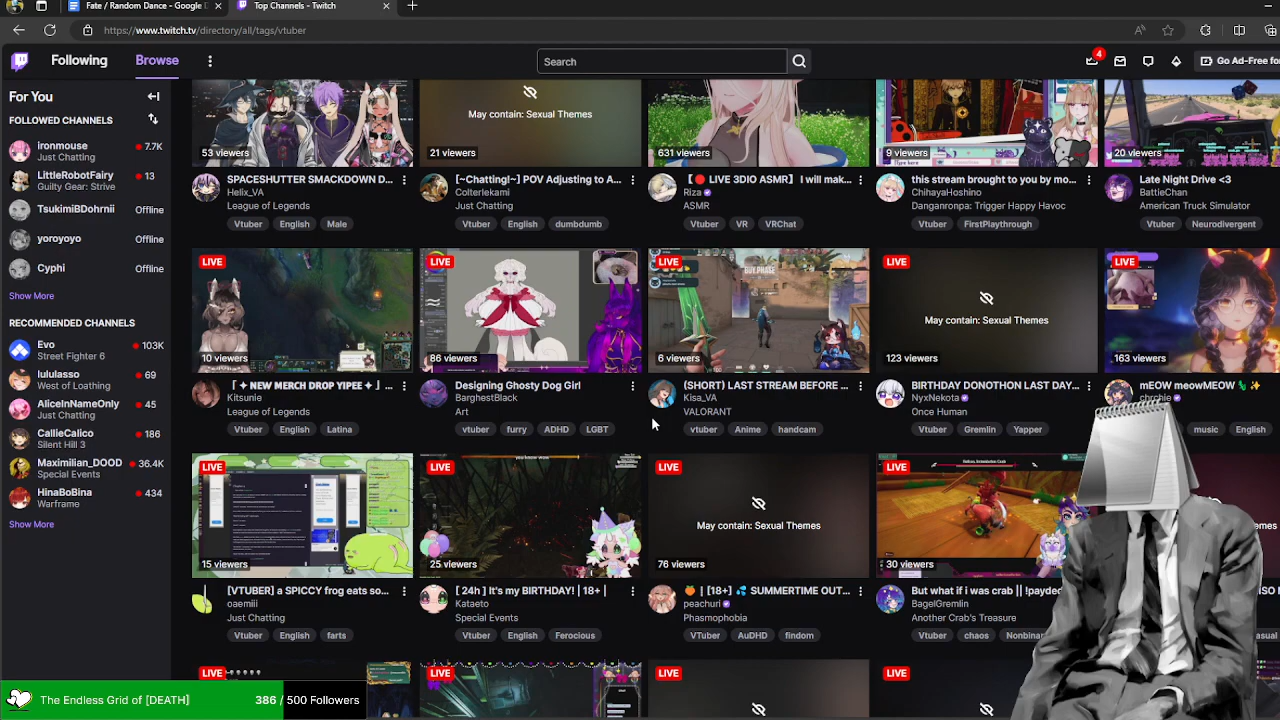 Fate / Random Dance - Google D
Top Channels - Twitch
https://www.twitch.tv/directory/all/tags/vtuber
Following
Browse
Search
4
Go Ad-Free for
For You
FOLLOWED CHANNELS
ironmouse
Just Chatting
7.7K
LittleRobotFairy
Guilty Gear: Strive
13
TsukimiBDohrnii
Offline
yoroyoyo
Offline
Cyphi
Offline
Show More
RECOMMENDED CHANNELS
Evo
Street Fighter 6
103K
lululasso
West of Loathing
69
AliceInNameOnly
Just Chatting
45
CallieCalico
Silent Hill 3
186
Maximilian_DOOD
Special Events
36.4K
HinaBoBina
Warframe
434
Show More
53 viewers
SPACESHUTTER SMACKDOWN D...
Helix_VA
League of Legends
Vtuber English Male
May contain: Sexual Themes
21 viewers
[~Chatting!~] POV Adjusting to A...
Colterlekami
Just Chatting
Vtuber English dumbdumb
631 viewers
【🔴 LIVE 3DIO ASMR】I will mak...
Riza
ASMR
Vtuber VR VRChat
9 viewers
this stream brought to you by mo...
ChihayaHoshino
Danganronpa: Trigger Happy Havoc
Vtuber FirstPlaythrough
20 viewers
Late Night Drive <3
BattieChan
American Truck Simulator
Vtuber Neurodivergent
LIVE
10 viewers
「 ✦ NEW MERCH DROP YIPEE ✦ 」...
Kitsunie
League of Legends
Vtuber English Latina
LIVE
86 viewers
Designing Ghosty Dog Girl
BarghestBlack
Art
vtuber furry ADHD LGBT
LIVE
BUY PHASE
6 viewers
(SHORT) LAST STREAM BEFORE ...
Kisa_VA
VALORANT
vtuber Anime handcam
LIVE
May contain: Sexual Themes
123 viewers
BIRTHDAY DONOTHON LAST DAY...
NyxNekota
Once Human
Vtuber Gremlin Yapper
LIVE
163 viewers
mEOW meowMEOW 🦎 ✨
chrchie
music English
LIVE
15 viewers
[VTUBER] a SPICCY frog eats so...
oaemiii
Just Chatting
Vtuber English farts
LIVE
25 viewers
[ 24h ] It's my BIRTHDAY! | 18+ |
Kataeto
Special Events
Vtuber English Ferocious
LIVE
May contain: Sexual Themes
76 viewers
🍑 | [18+] 💦 SUMMERTIME OUT...
peachuri
Phasmophobia
VTuber AuDHD findom
LIVE
30 viewers
But what if i was crab || !payded
BagelGremlin
Another Crab's Treasure
Vtuber chaos Nonbinar
LIVE
LIVE
LIVE
The Endless Grid of [DEATH]
386 / 500 Followers